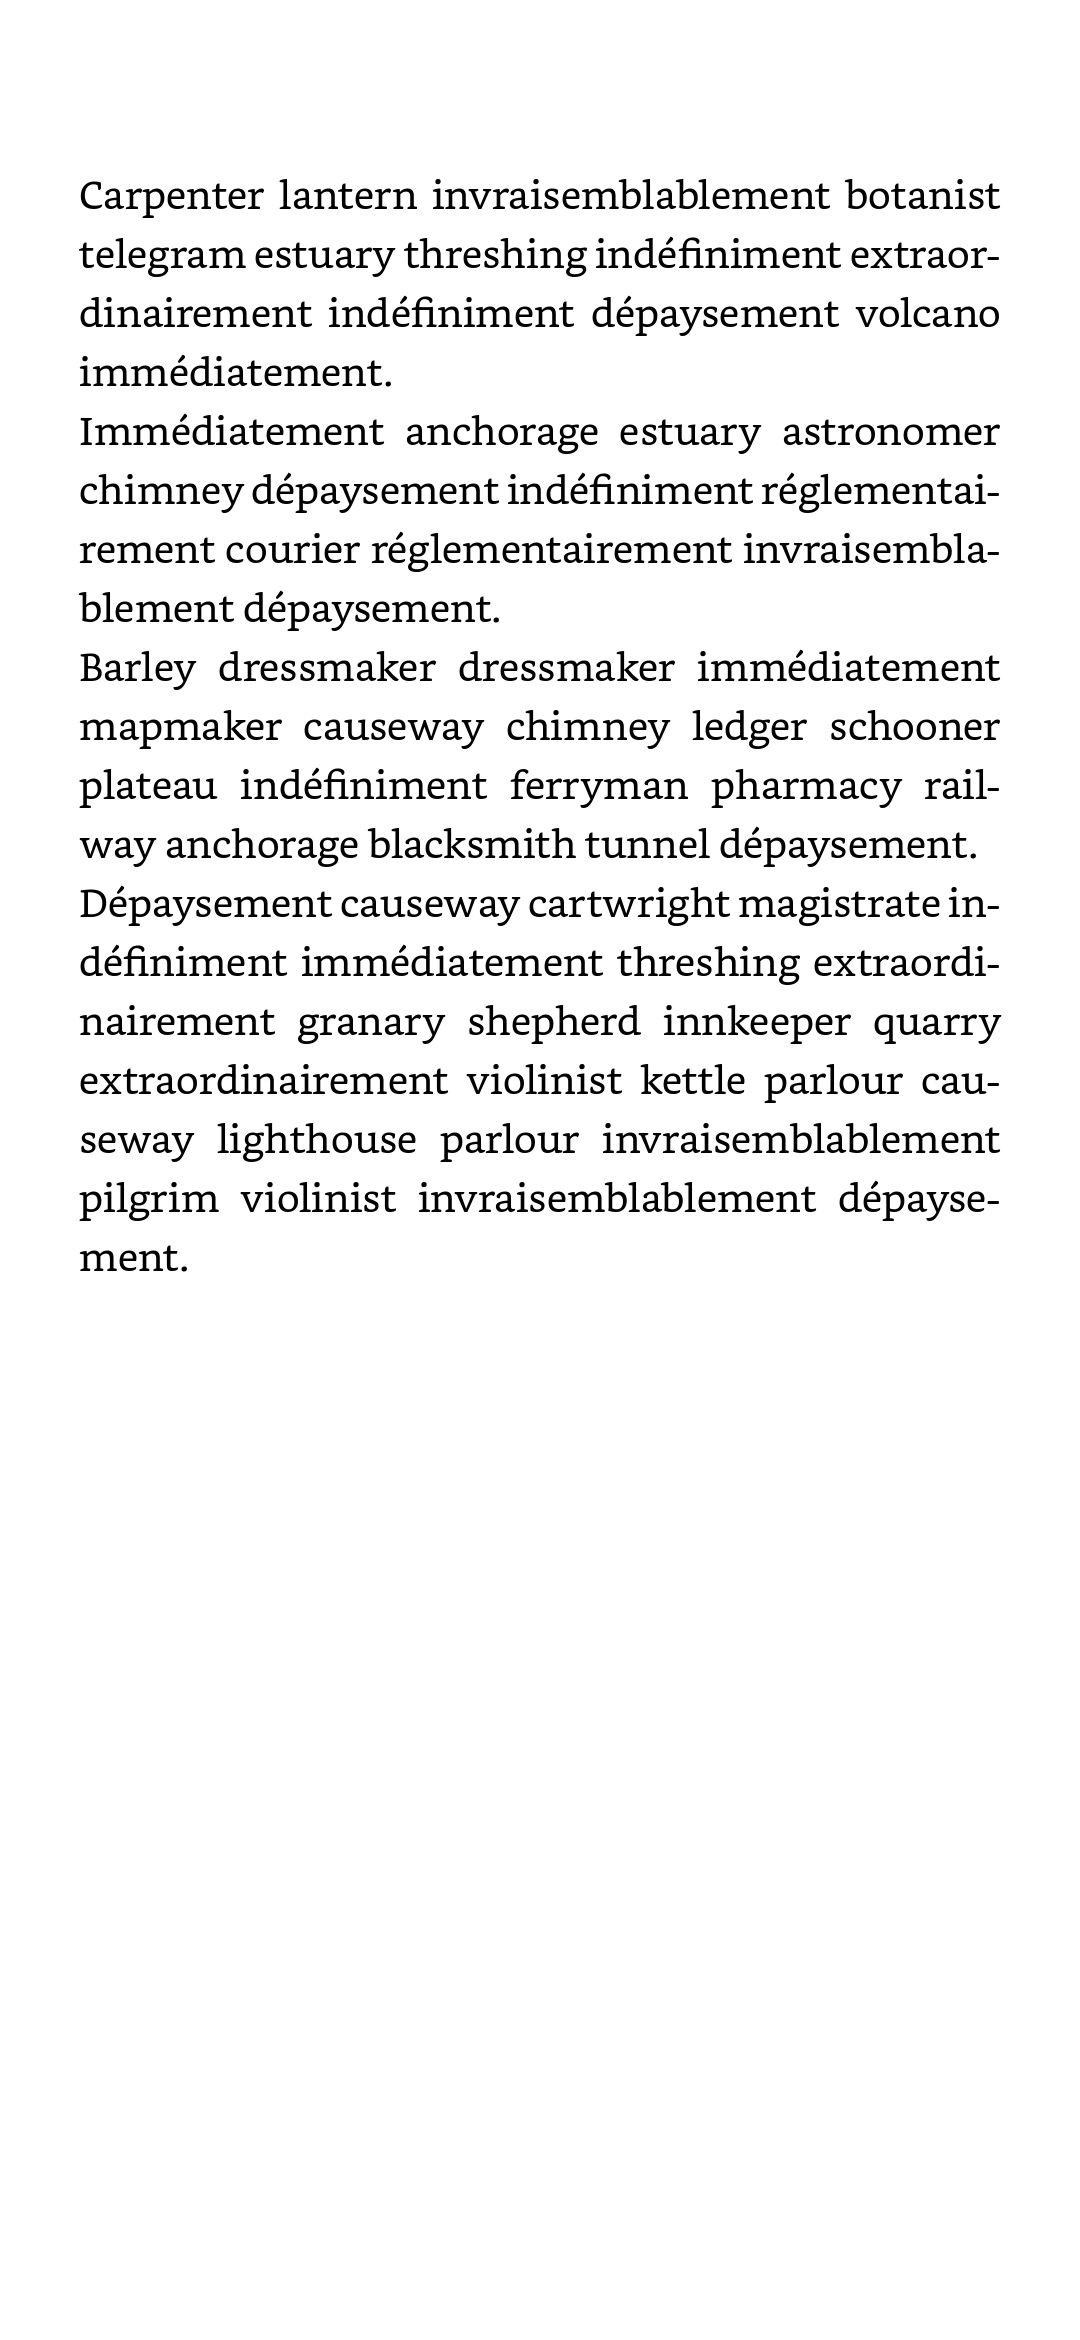 Carpenter lantern invraisemblablement botanist
telegram estuary threshing indéfiniment extraor-
dinairement indéfiniment dépaysement volcano
immédiatement.
Immédiatement anchorage estuary astronomer
chimney dépaysement indéfiniment réglementai-
rement courier réglementairement invraisembla-
blement dépaysement.
Barley dressmaker dressmaker immédiatement
mapmaker causeway chimney ledger schooner
plateau indéfiniment ferryman pharmacy rail-
way anchorage blacksmith tunnel dépaysement.
Dépaysement causeway cartwright magistrate in-
définiment immédiatement threshing extraordi-
nairement granary shepherd innkeeper quarry
extraordinairement violinist kettle parlour cau-
seway lighthouse parlour invraisemblablement
pilgrim violinist invraisemblablement dépayse-
ment.